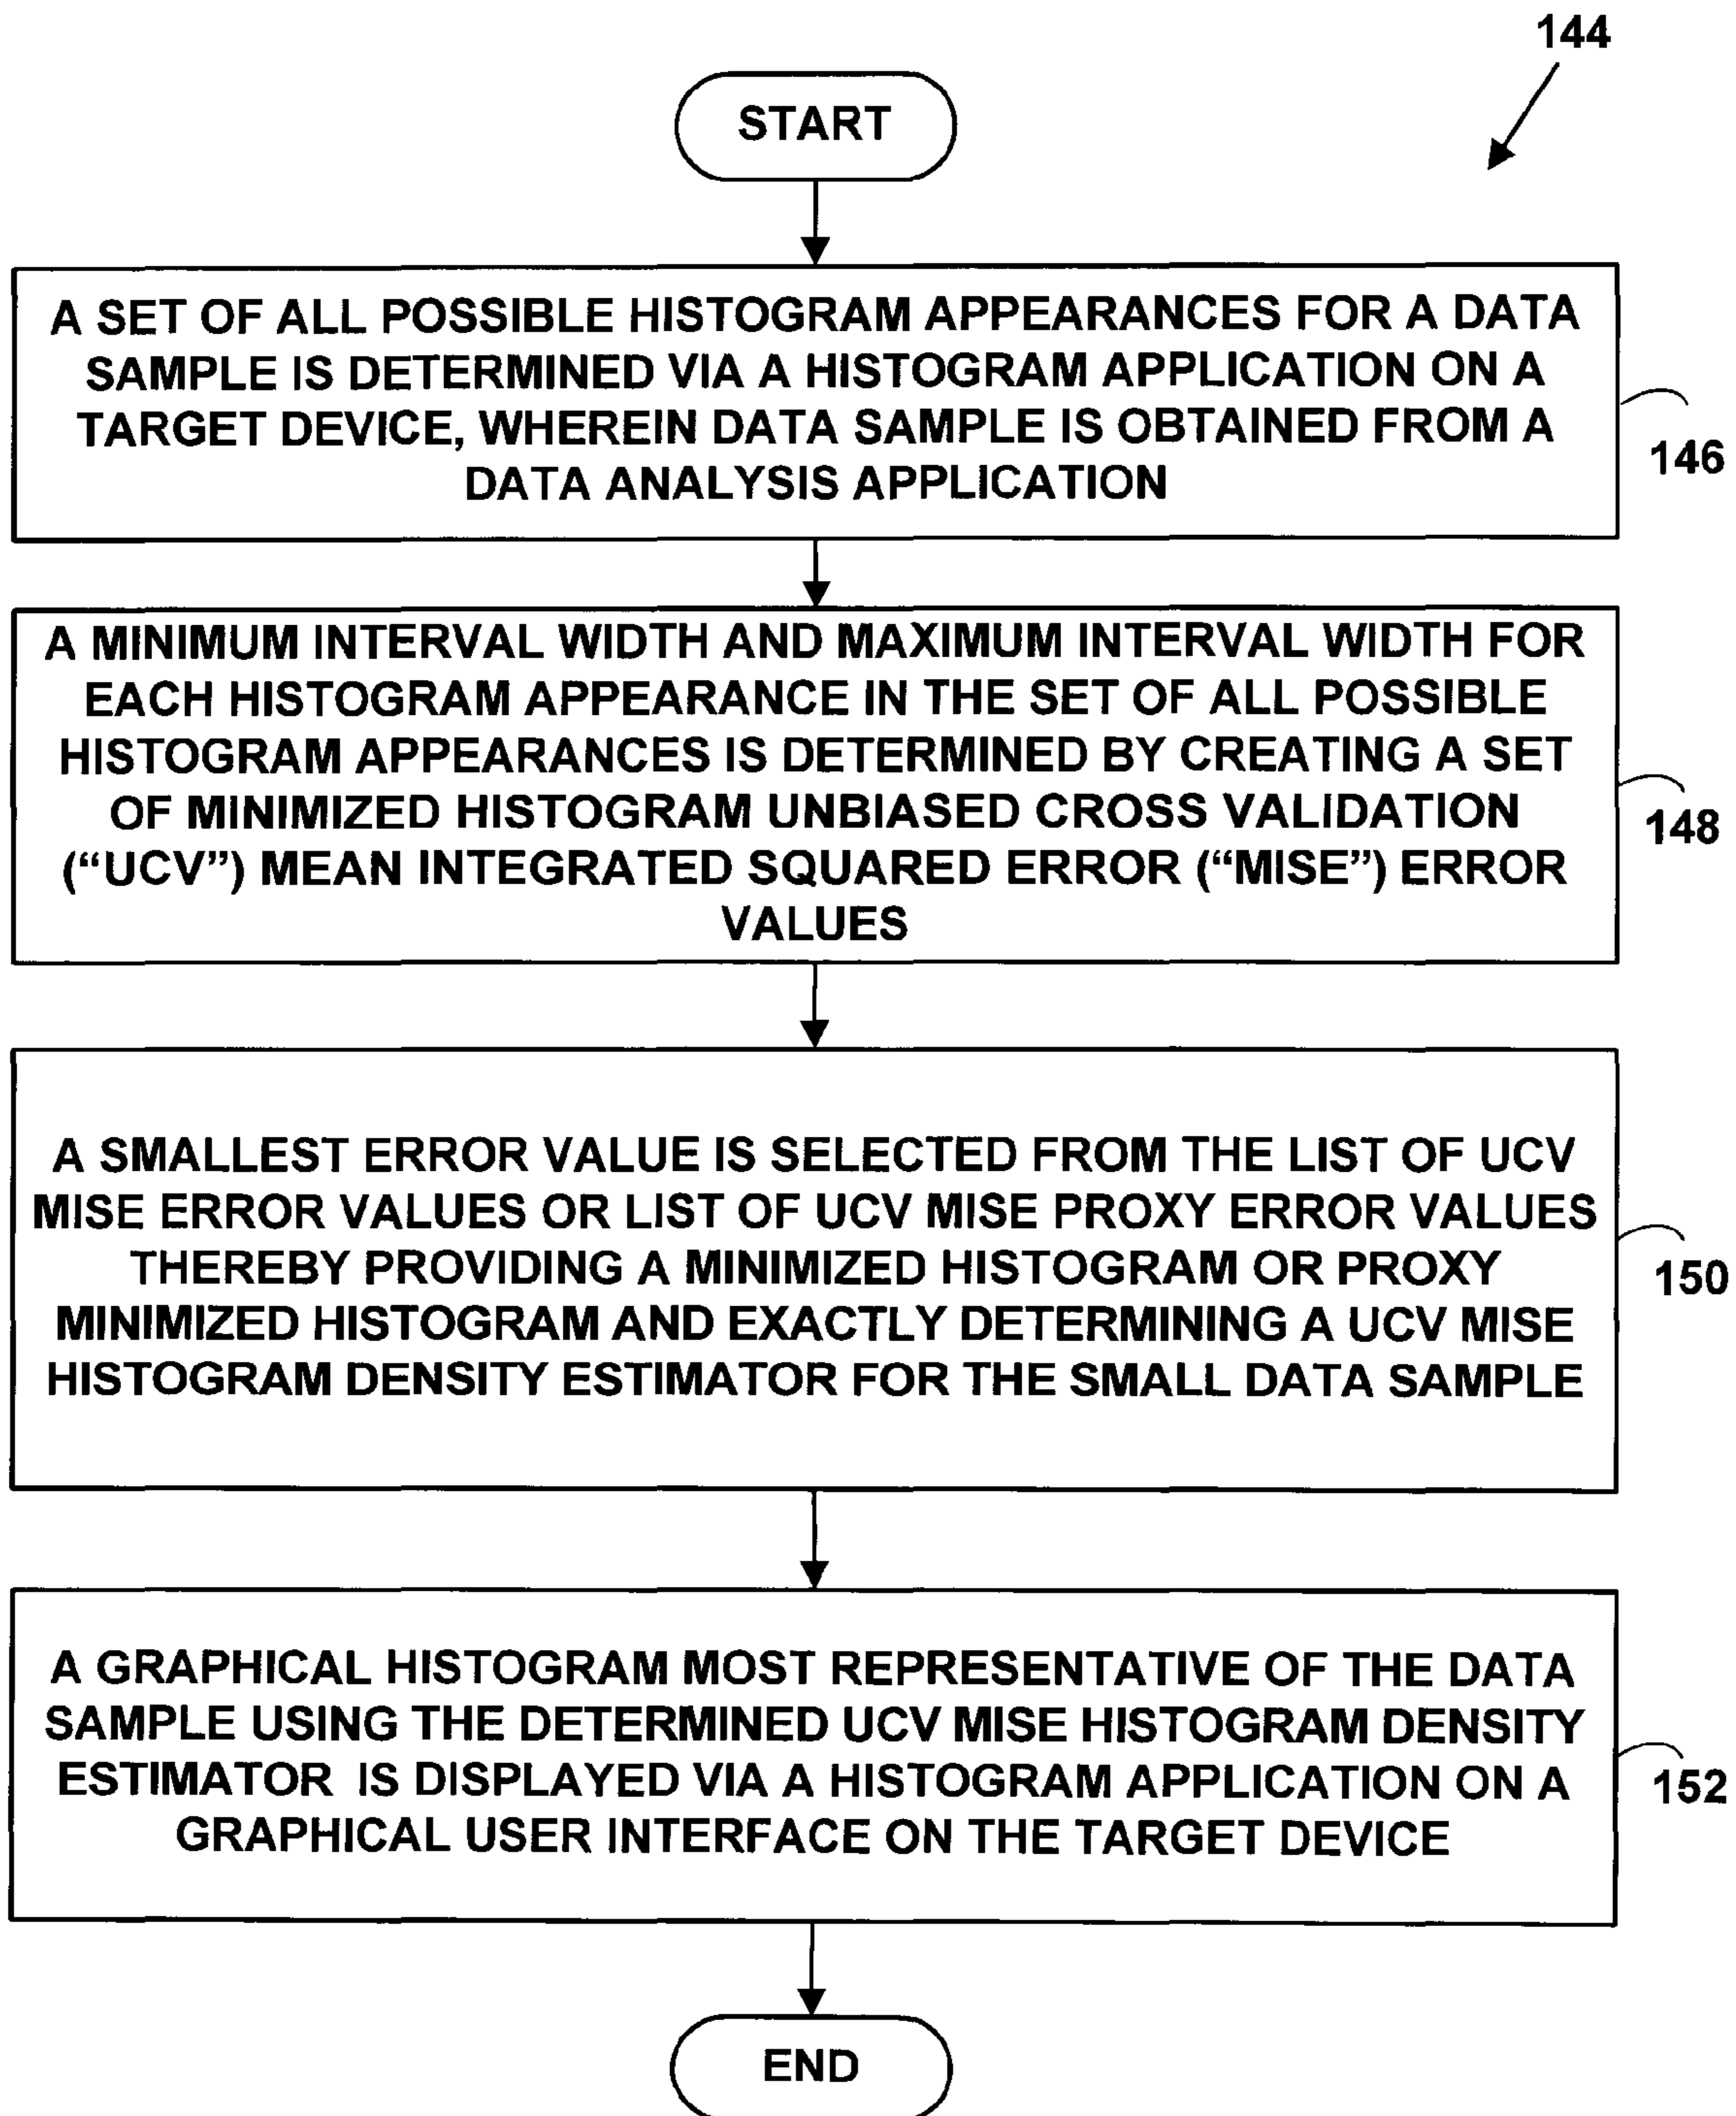 144
START
A SET OF ALL POSSIBLE HISTOGRAM APPEARANCES FOR A DATA
SAMPLE IS DETERMINED VIA A HISTOGRAM APPLICATION ON A
TARGET DEVICE, WHEREIN DATA SAMPLE IS OBTAINED FROM A
DATA ANALYSIS APPLICATION
146
A MINIMUM INTERVAL WIDTH AND MAXIMUM INTERVAL WIDTH FOR
EACH HISTOGRAM APPEARANCE IN THE SET OF ALL POSSIBLE
HISTOGRAM APPEARANCES IS DETERMINED BY CREATING A SET
OF MINIMIZED HISTOGRAM UNBIASED CROSS VALIDATION
(“UCV”) MEAN INTEGRATED SQUARED ERROR (“MISE”) ERROR
VALUES
148
A SMALLEST ERROR VALUE IS SELECTED FROM THE LIST OF UCV
MISE ERROR VALUES OR LIST OF UCV MISE PROXY ERROR VALUES
THEREBY PROVIDING A MINIMIZED HISTOGRAM OR PROXY
MINIMIZED HISTOGRAM AND EXACTLY DETERMINING A UCV MISE
HISTOGRAM DENSITY ESTIMATOR FOR THE SMALL DATA SAMPLE
150
A GRAPHICAL HISTOGRAM MOST REPRESENTATIVE OF THE DATA
SAMPLE USING THE DETERMINED UCV MISE HISTOGRAM DENSITY
ESTIMATOR IS DISPLAYED VIA A HISTOGRAM APPLICATION ON A
GRAPHICAL USER INTERFACE ON THE TARGET DEVICE
152
END